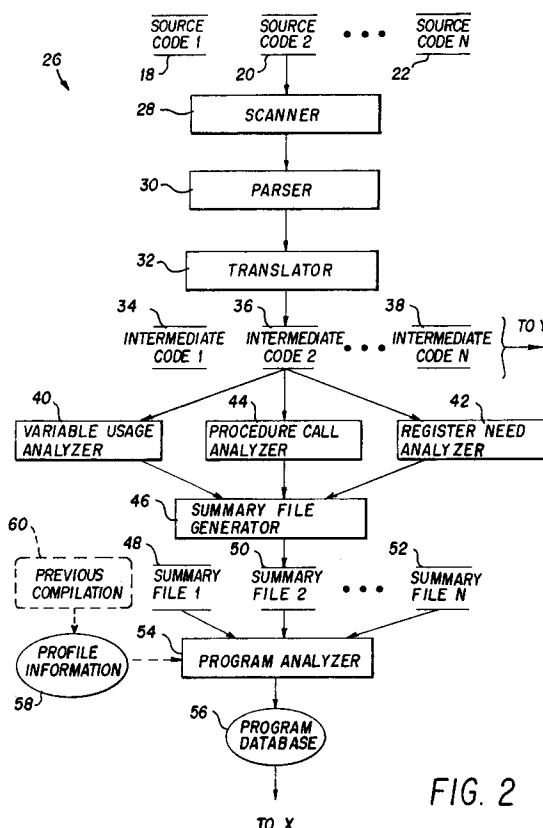 SOURCE CODE 1
SOURCE CODE 2
SOURCE CODE N
26
18
20
22
28
SCANNER
30
PARSER
32
TRANSLATOR
34
36
38
INTERMEDIATE CODE 1
INTERMEDIATE CODE 2
INTERMEDIATE CODE N
TO Y
40
44
42
VARIABLE USAGE
ANALYZER
PROCEDURE CALL
ANALYZER
REGISTER NEED
ANALYZER
46
SUMMARY FILE
GENERATOR
60
48
50
52
PREVIOUS
COMPILATION
SUMMARY
FILE 1
SUMMARY
FILE 2
SUMMARY
FILE N
54
PROFILE
INFORMATION
PROGRAM ANALYZER
58
56
PROGRAM
DATABASE
FIG. 2
TO X